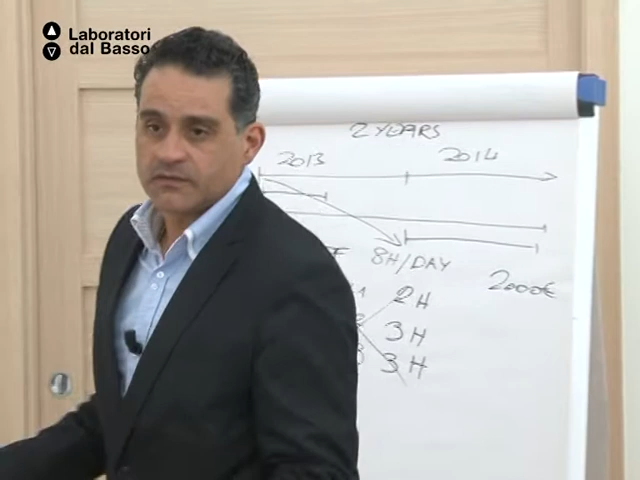 Laboratori
dal Basso
2 YEARS
2013 2014
8H/DAY
2000€
2H
3H
3H